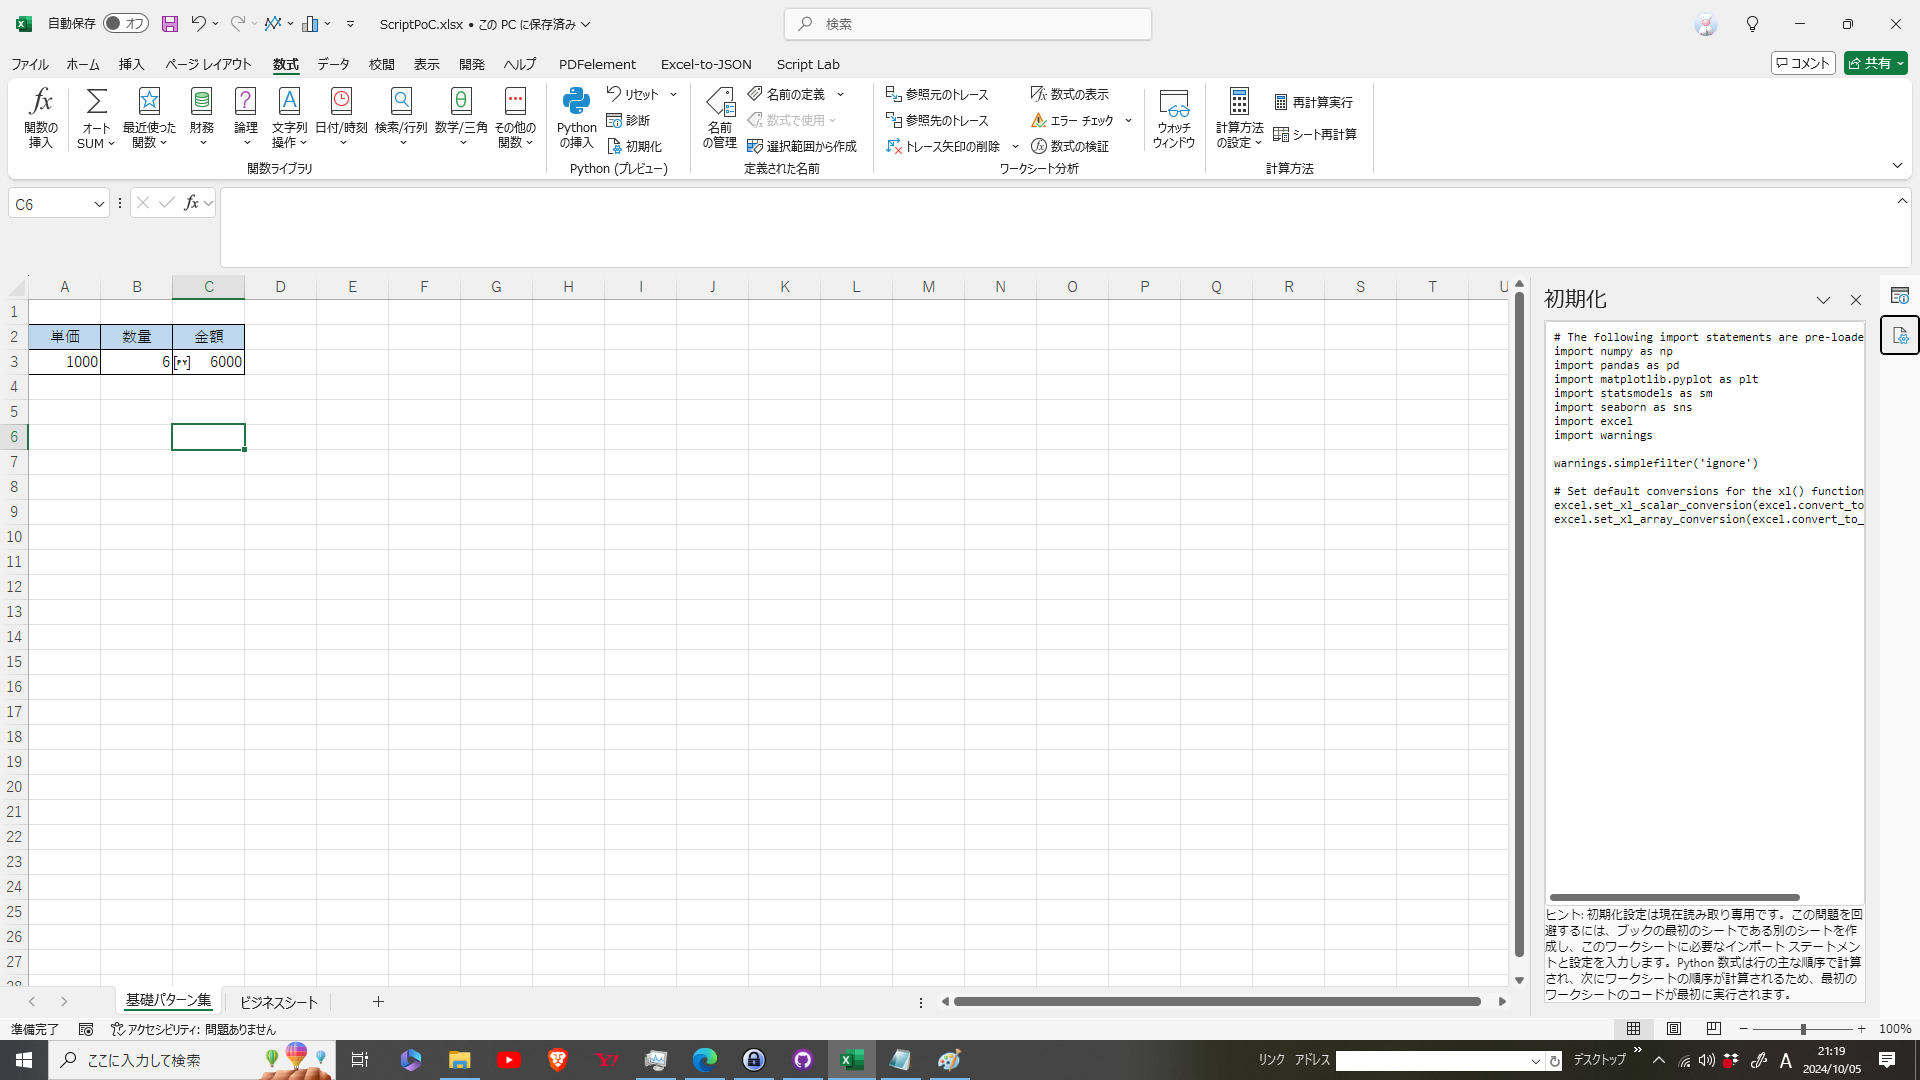 自動保存 オフ ScriptPoC.xlsx • この PC に保存済み 検索
ファイル ホーム 挿入 ページ レイアウト 数式 データ 校閲 表示 開発 ヘルプ PDFelement Excel-to-JSON Script Lab コメント 共有
関数の
挿入
オート
SUM
最近使った
関数
財務
論理
文字列
操作
日付/時刻
検索/行列
数学/三角
その他の
関数
関数ライブラリ
Python
の挿入
リセット
診断
初期化
Python (プレビュー)
名前
の管理
名前の定義
数式で使用
選択範囲から作成
定義された名前
参照元のトレース
参照先のトレース
トレース矢印の削除
数式の表示
エラー チェック
数式の検証
ワークシート分析
ウォッチ
ウィンドウ
計算方法
の設定
再計算実行
シート再計算
計算方法
C6 fx
A B C D E F G H I J K L M N O P Q R S T U
1
2 単価 数量 金額
3 1000 6 [PY] 6000
4
5
6
7
8
9
10
11
12
13
14
15
16
17
18
19
20
21
22
23
24
25
26
27
28
初期化
# The following import statements are pre-loade
import numpy as np
import pandas as pd
import matplotlib.pyplot as plt
import statsmodels as sm
import seaborn as sns
import excel
import warnings
warnings.simplefilter('ignore')
# Set default conversions for the xl() function
excel.set_xl_scalar_conversion(excel.convert_to
excel.set_xl_array_conversion(excel.convert_to_
ヒント: 初期化設定は現在読み取り専用です。この問題を回
避するには、ブックの最初のシートである別のシートを作
成し、このワークシートに必要なインポート ステートメン
トと設定を入力します。Python 数式は行の主な順序で計算
され、次にワークシートの順序が計算されるため、最初の
ワークシートのコードが最初に実行されます。
基礎パターン集 ビジネスシート
準備完了 アクセシビリティ: 問題ありません 100%
ここに入力して検索 リンク アドレス デスクトップ A 21:19
2024/10/05